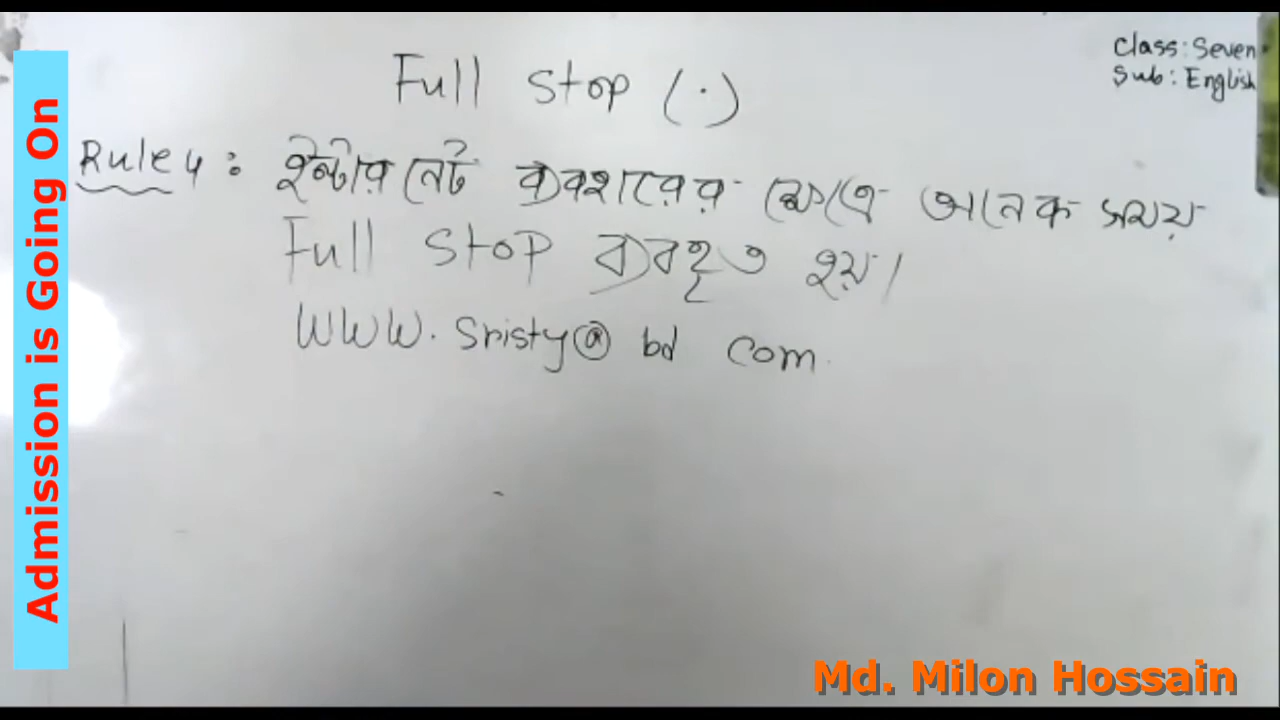 Class: Seven
Sub: English
Full Stop (.)
Rule 4: ইন্টারনেট ব্যবহারের ক্ষেত্রে অনেক সময়
Full Stop ব্যবহৃত হয়।
WWW. Sristy@ bd com.
Admission is Going On
Md. Milon Hossain